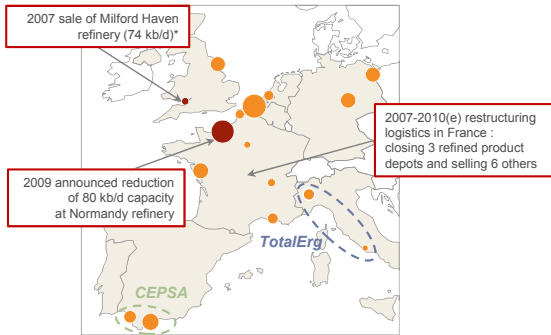 2007 sale of Milford Haven
refinery (74 kb/d)*
2007-2010(e) restructuring
logistics in France :
closing 3 refined product
depots and selling 6 others
2009 announced reduction
of 80 kb/d capacity
at Normandy refinery
TotalErg
CEPSA